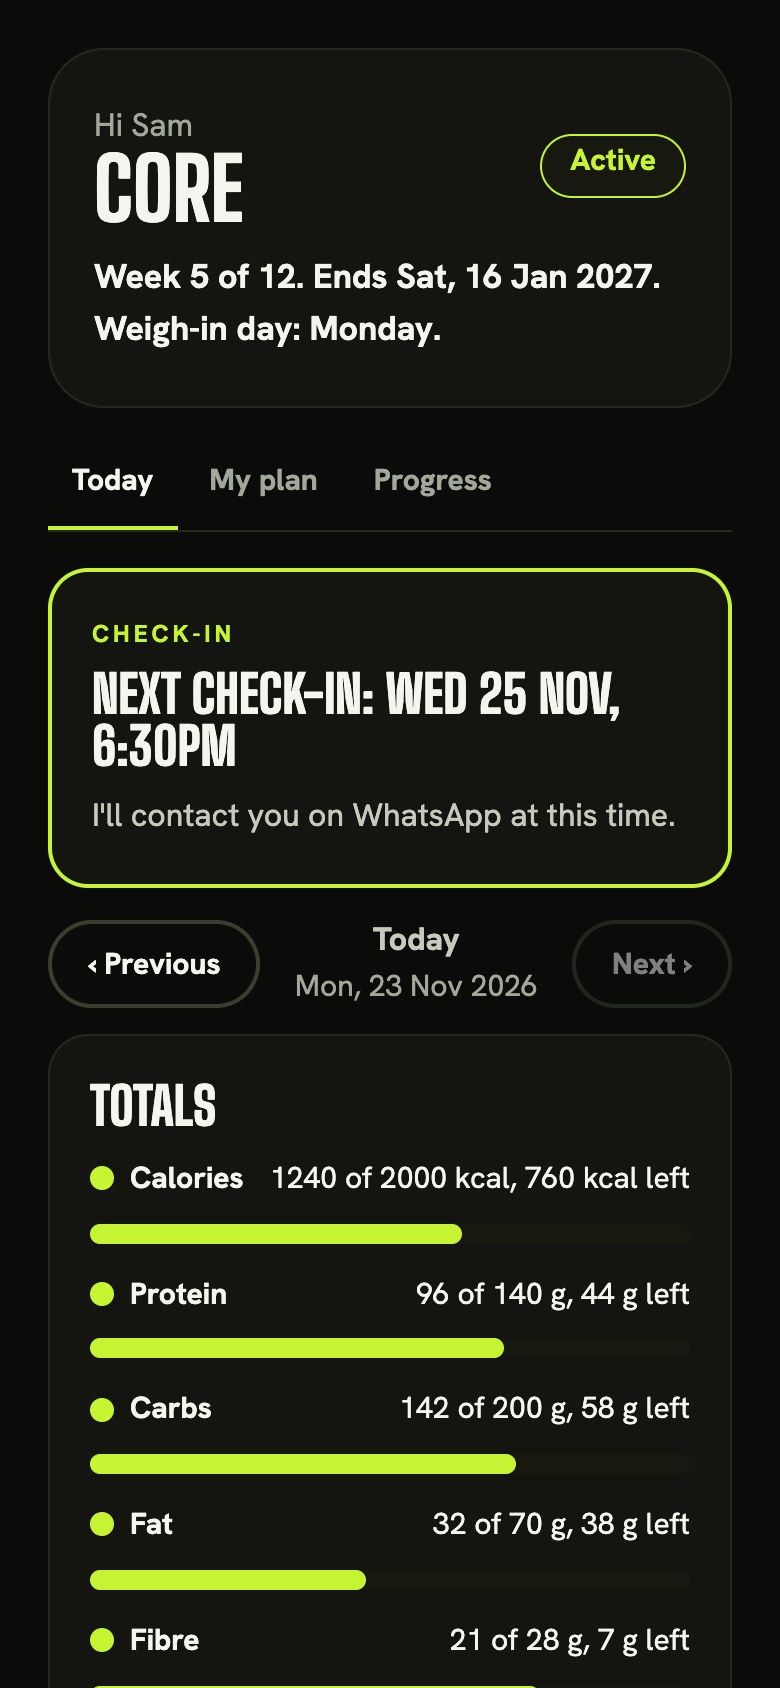 Hi Sam
CORE
Active
Week 5 of 12. Ends Sat, 16 Jan 2027.
Weigh-in day: Monday.
Today My plan Progress
CHECK-IN
NEXT CHECK-IN: WED 25 NOV,
6:30PM
I'll contact you on WhatsApp at this time.
‹ Previous
Today
Mon, 23 Nov 2026
Next ›
TOTALS
Calories 1240 of 2000 kcal, 760 kcal left
Protein 96 of 140 g, 44 g left
Carbs 142 of 200 g, 58 g left
Fat 32 of 70 g, 38 g left
Fibre 21 of 28 g, 7 g left